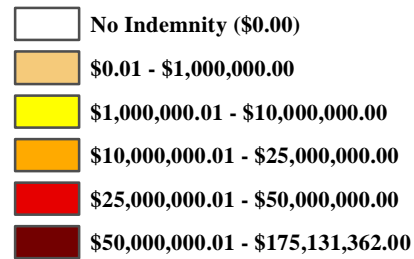 No Indemnity ($0.00)
$0.01 - $1,000,000.00
$1,000,000.01 - $10,000,000.00
$10,000,000.01 - $25,000,000.00
$25,000,000.01 - $50,000,000.00
$50,000,000.01 - $175,131,362.00